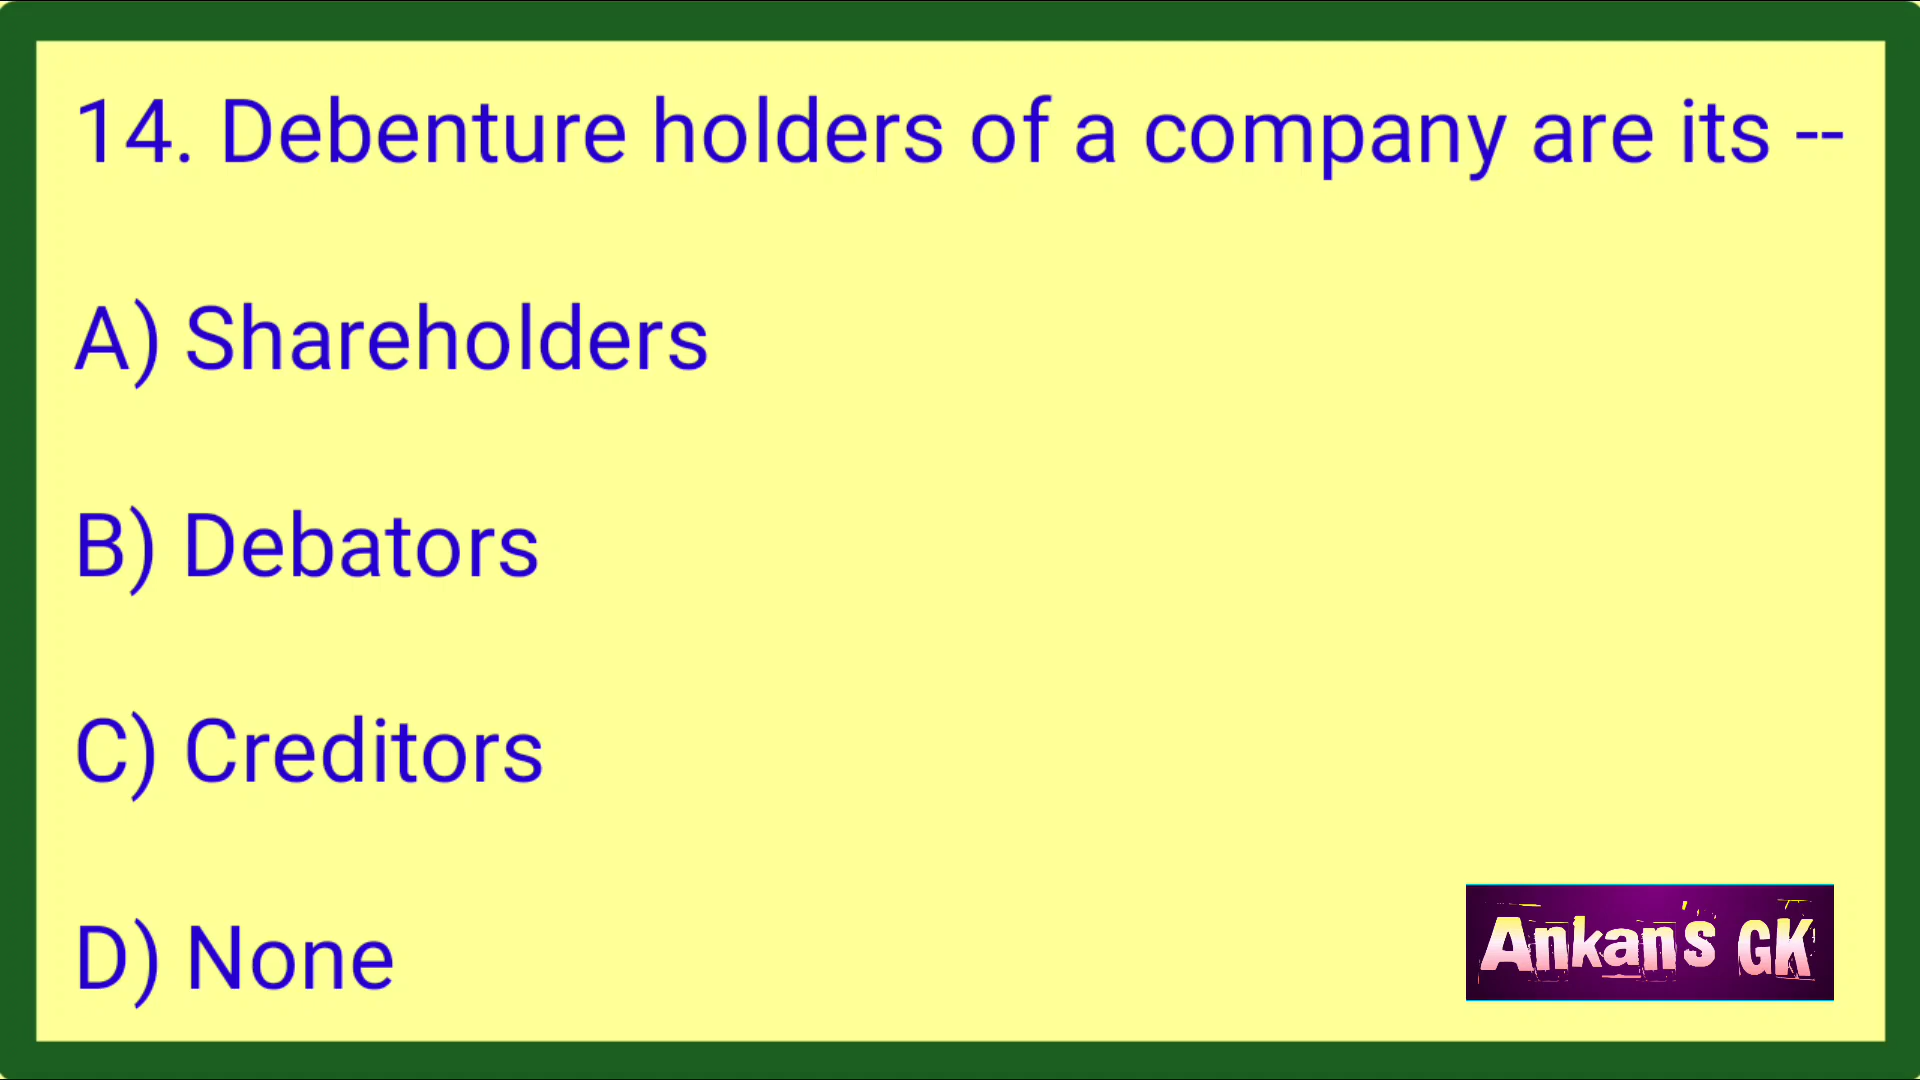 14. Debenture holders of a company are its --
A) Shareholders
B) Debators
C) Creditors
D) None
Ankan's GK